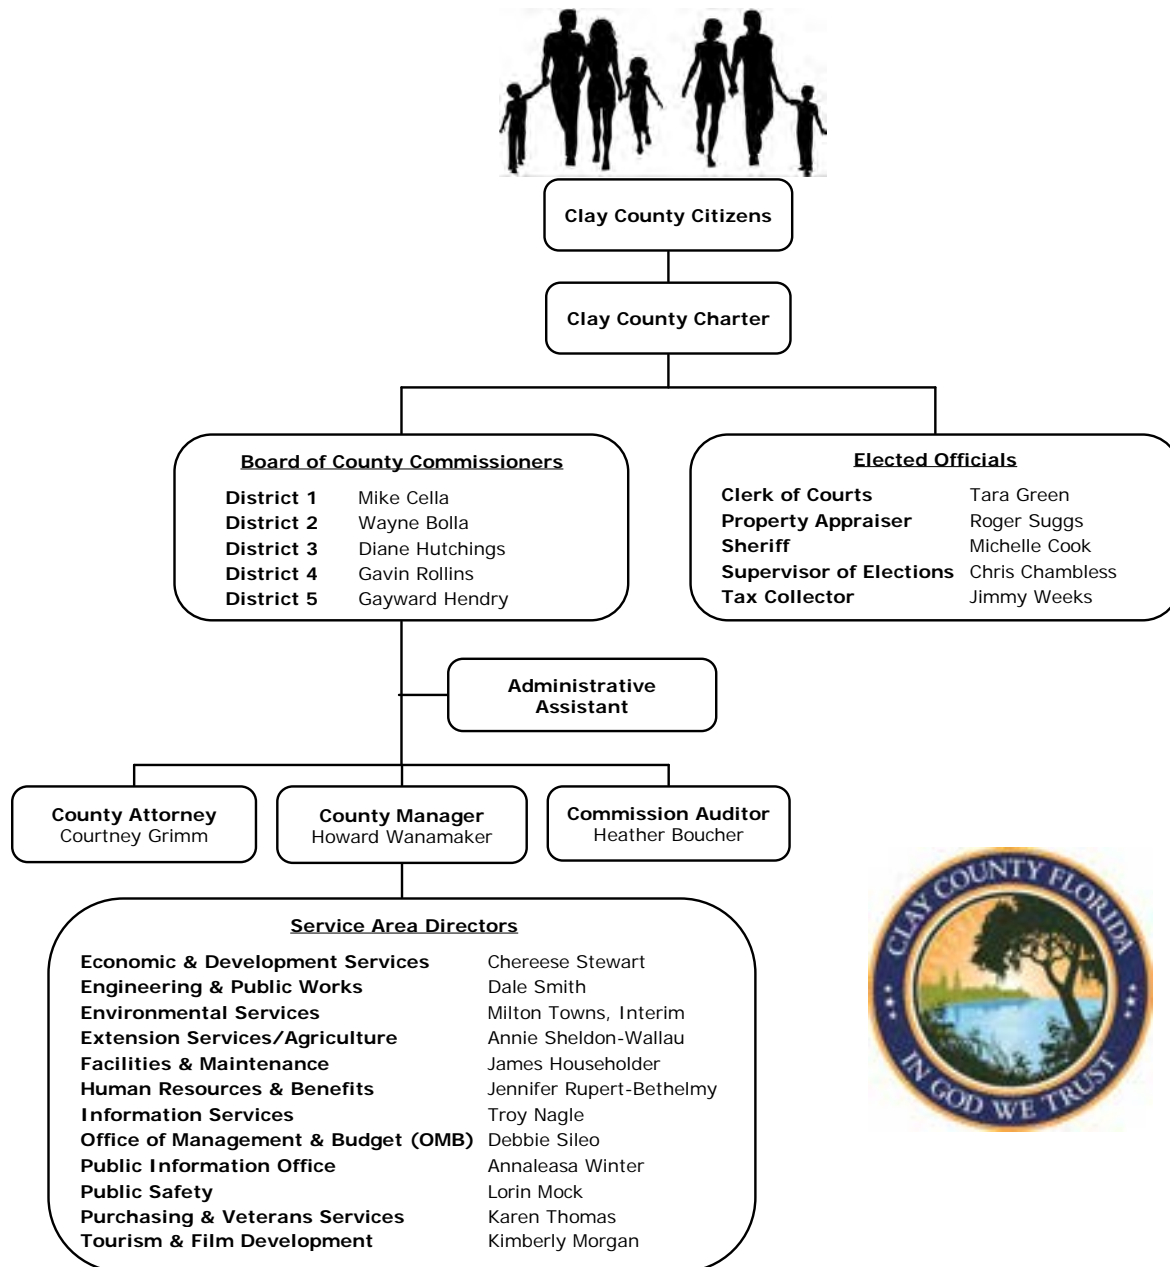 Clay County Citizens
Clay County Charter
Board of County Commissioners
District 1 Mike Cella
District 2 Wayne Bolla
District 3 Diane Hutchings
District 4 Gavin Rollins
District 5 Gayward Hendry
Elected Officials
Clerk of Courts Tara Green
Property Appraiser Roger Suggs
Sheriff Michelle Cook
Supervisor of Elections Chris Chambless
Tax Collector Jimmy Weeks
Administrative
Assistant
County Attorney
Courtney Grimm
County Manager
Howard Wanamaker
Commission Auditor
Heather Boucher
Service Area Directors
Economic & Development Services Chereese Stewart
Engineering & Public Works Dale Smith
Environmental Services Milton Towns, Interim
Extension Services/Agriculture Annie Sheldon-Wallau
Facilities & Maintenance James Householder
Human Resources & Benefits Jennifer Rupert-Bethelmy
Information Services Troy Nagle
Office of Management & Budget (OMB) Debbie Sileo
Public Information Office Annaleasa Winter
Public Safety Lorin Mock
Purchasing & Veterans Services Karen Thomas
Tourism & Film Development Kimberly Morgan
CLAY COUNTY FLORIDA
IN GOD WE TRUST